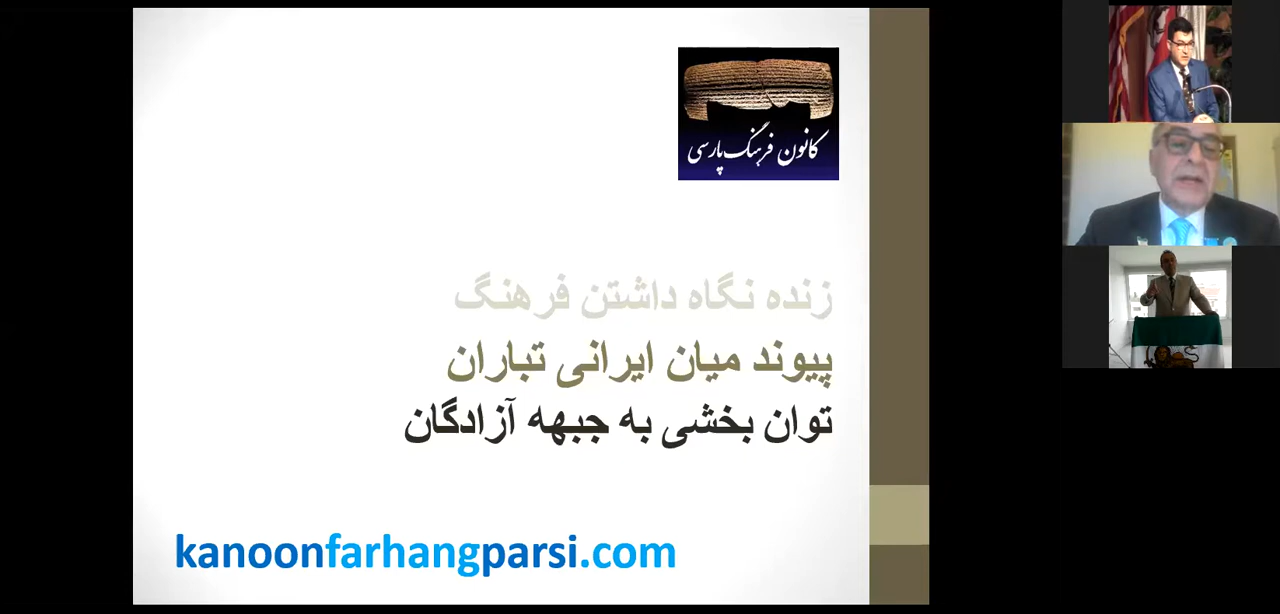 کانون فرهنگ پارسی
زنده نگاه داشتن فرهنگ
پیوند میان ایرانی تباران
توان بخشی به جبهه آزادگان
kanoonfarhangparsi.com